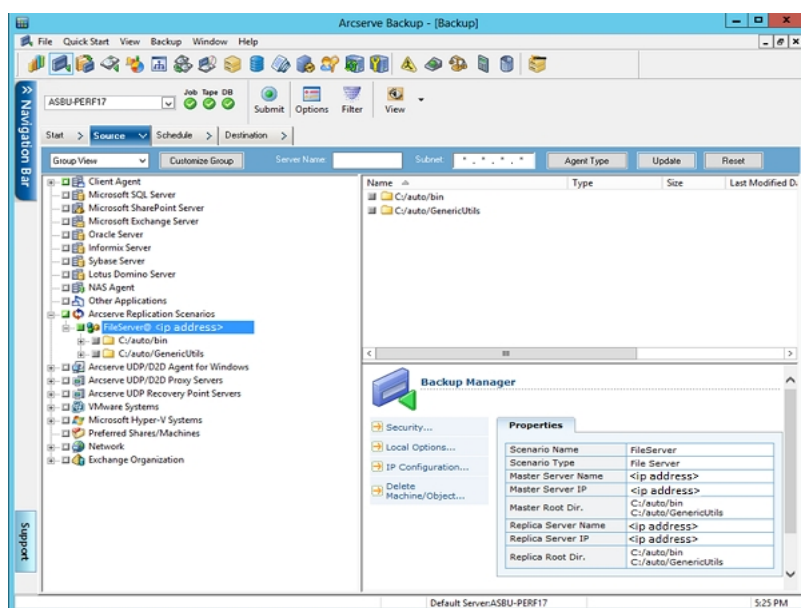 Arcserve Backup - [Backup]
File Quick Start View Backup Window Help
Navigation Bar
ASBU-PERF17
Job Tape DB
Submit Options Filter View
Start > Source Schedule > Destination >
Group View Customize Group Server Name Subnet * . * . * . * Agent Type Update Reset
Client Agent
Microsoft SQL Server
Microsoft SharePoint Server
Microsoft Exchange Server
Oracle Server
Informix Server
Sybase Server
Lotus Domino Server
NAS Agent
Other Applications
Arcserve Replication Scenarios
FileServer@ <ip address>
C:/auto/bin
C:/auto/GenericUtils
Arcserve UDP/D2D Agent for Windows
Arcserve UDP/D2D Proxy Servers
Arcserve UDP Recovery Point Servers
VMware Systems
Microsoft Hyper-V Systems
Preferred Shares/Machines
Network
Exchange Organization
Name Type Size Last Modified D
C:/auto/bin
C:/auto/GenericUtils
Backup Manager
Security...
Local Options...
IP Configuration...
Delete
Machine/Object...
Properties
Scenario Name FileServer
Scenario Type File Server
Master Server Name <ip address>
Master Server IP <ip address>
Master Root Dir. C:/auto/bin
C:/auto/GenericUtils
Replica Server Name <ip address>
Replica Server IP <ip address>
Replica Root Dir. C:/auto/bin
C:/auto/GenericUtils
Support
Default Server:ASBU-PERF17 5:25 PM